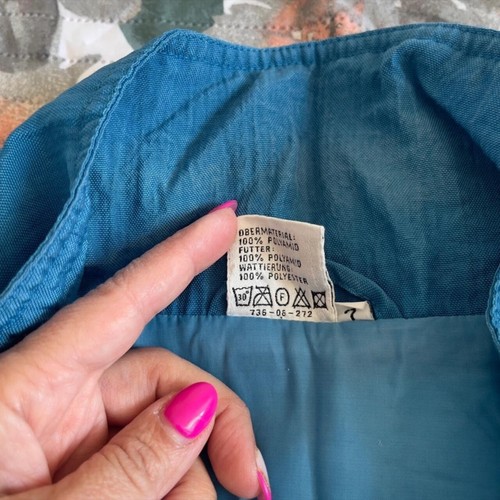 OBERMATERIAL:
100% POLYAMID
FUTTER:
100% POLYAMID
WATTIERUNG:
100% POLYESTER
30° F
736-06-272
7